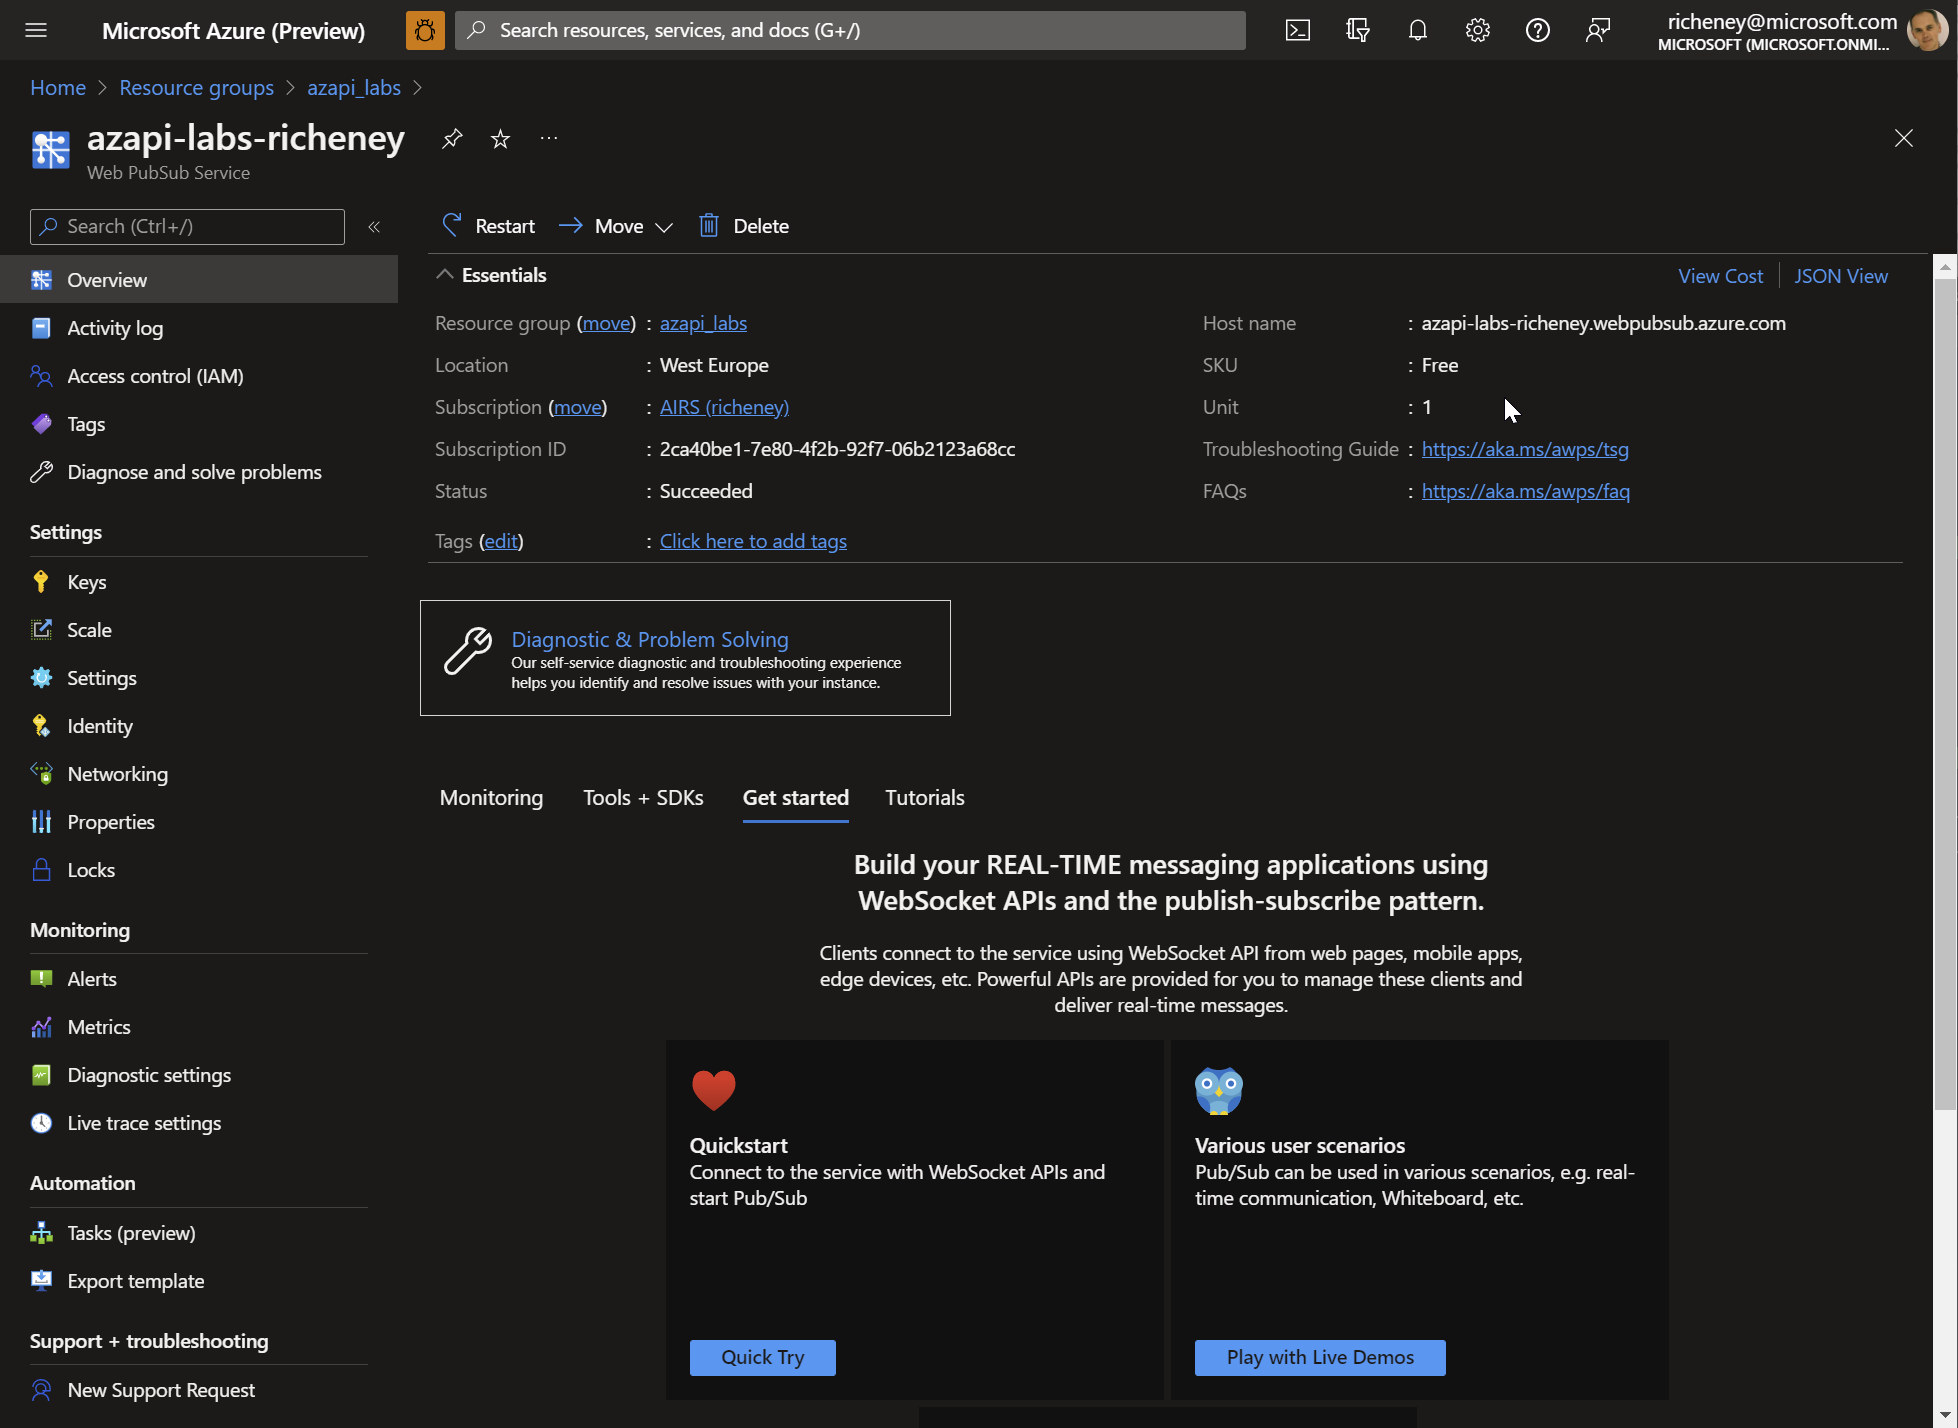 Microsoft Azure (Preview)
Search resources, services, and docs (G+/)
richeney@microsoft.com
MICROSOFT (MICROSOFT.ONMI...
Home > Resource groups > azapi_labs >
azapi-labs-richeney
...
Web PubSub Service
Search (Ctrl+/)
«
Overview
Activity log
Access control (IAM)
Tags
Diagnose and solve problems
Settings
Keys
Scale
Settings
Identity
Networking
Properties
Locks
Monitoring
Alerts
Metrics
Diagnostic settings
Live trace settings
Automation
Tasks (preview)
Export template
Support + troubleshooting
New Support Request
Restart Move Delete
Essentials
View Cost JSON View
Resource group (move) : azapi_labs
Location : West Europe
Subscription (move) : AIRS (richeney)
Subscription ID : 2ca40be1-7e80-4f2b-92f7-06b2123a68cc
Status : Succeeded
Tags (edit) : Click here to add tags
Host name : azapi-labs-richeney.webpubsub.azure.com
SKU : Free
Unit : 1
Troubleshooting Guide : https://aka.ms/awps/tsg
FAQs : https://aka.ms/awps/faq
Diagnostic & Problem Solving
Our self-service diagnostic and troubleshooting experience
helps you identify and resolve issues with your instance.
Monitoring Tools + SDKs Get started Tutorials
Build your REAL-TIME messaging applications using
WebSocket APIs and the publish-subscribe pattern.
Clients connect to the service using WebSocket API from web pages, mobile apps,
edge devices, etc. Powerful APIs are provided for you to manage these clients and
deliver real-time messages.
Quickstart
Connect to the service with WebSocket APIs and
start Pub/Sub
Quick Try
Various user scenarios
Pub/Sub can be used in various scenarios, e.g. real-
time communication, Whiteboard, etc.
Play with Live Demos